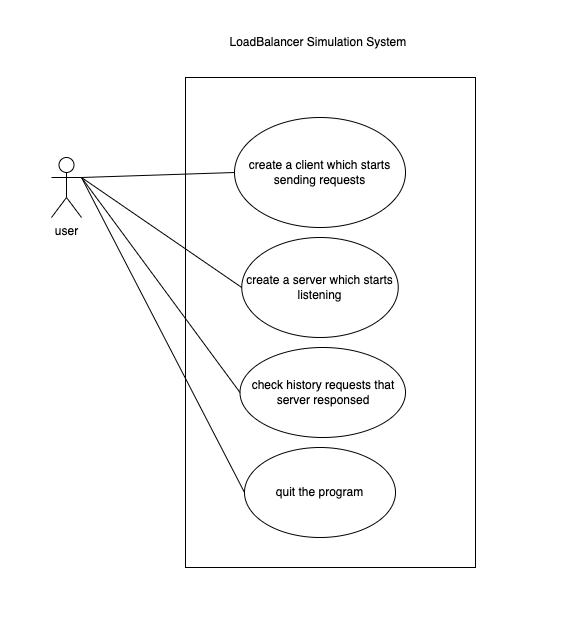 LoadBalancer Simulation System
create a client which starts
sending requests
user
create a server which starts
listening
check history requests that
server responsed
quit the program